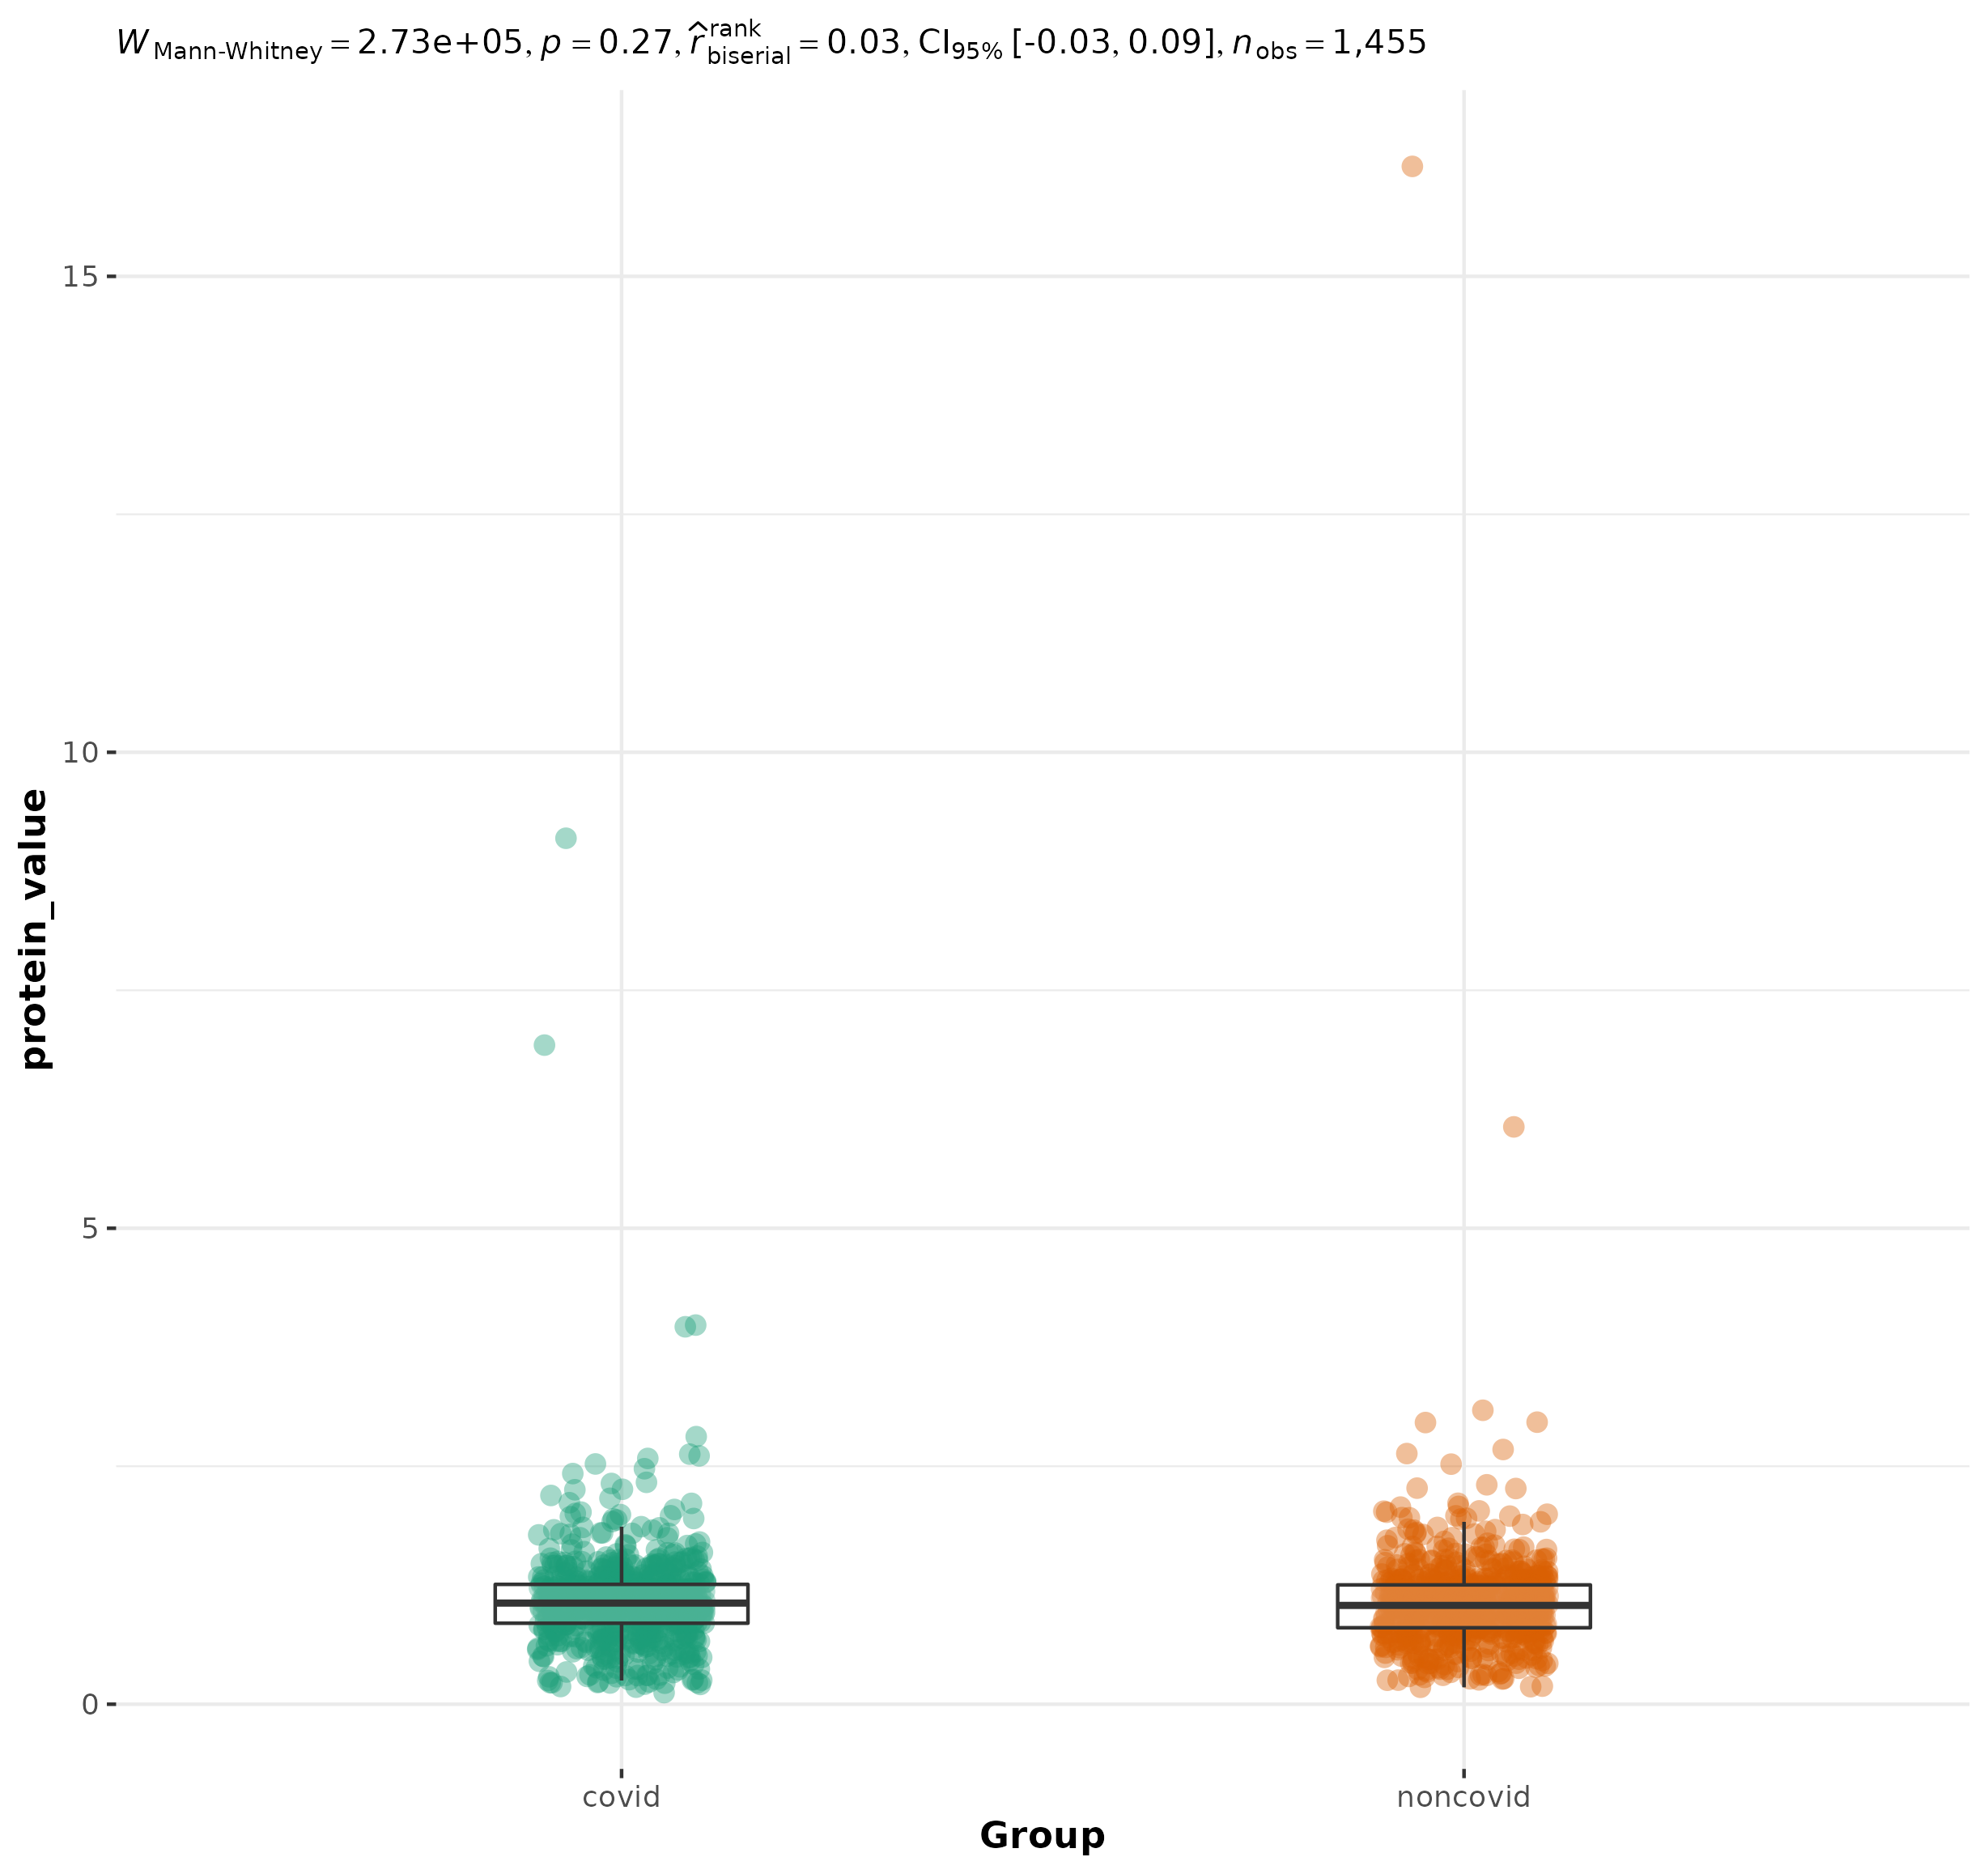 W Mann-Whitney = 2.73e+05, p = 0.27, r̂ rank biserial = 0.03, CI95% [-0.03, 0.09], n obs = 1,455
15
10
5
0
protein_value
covid noncovid
Group